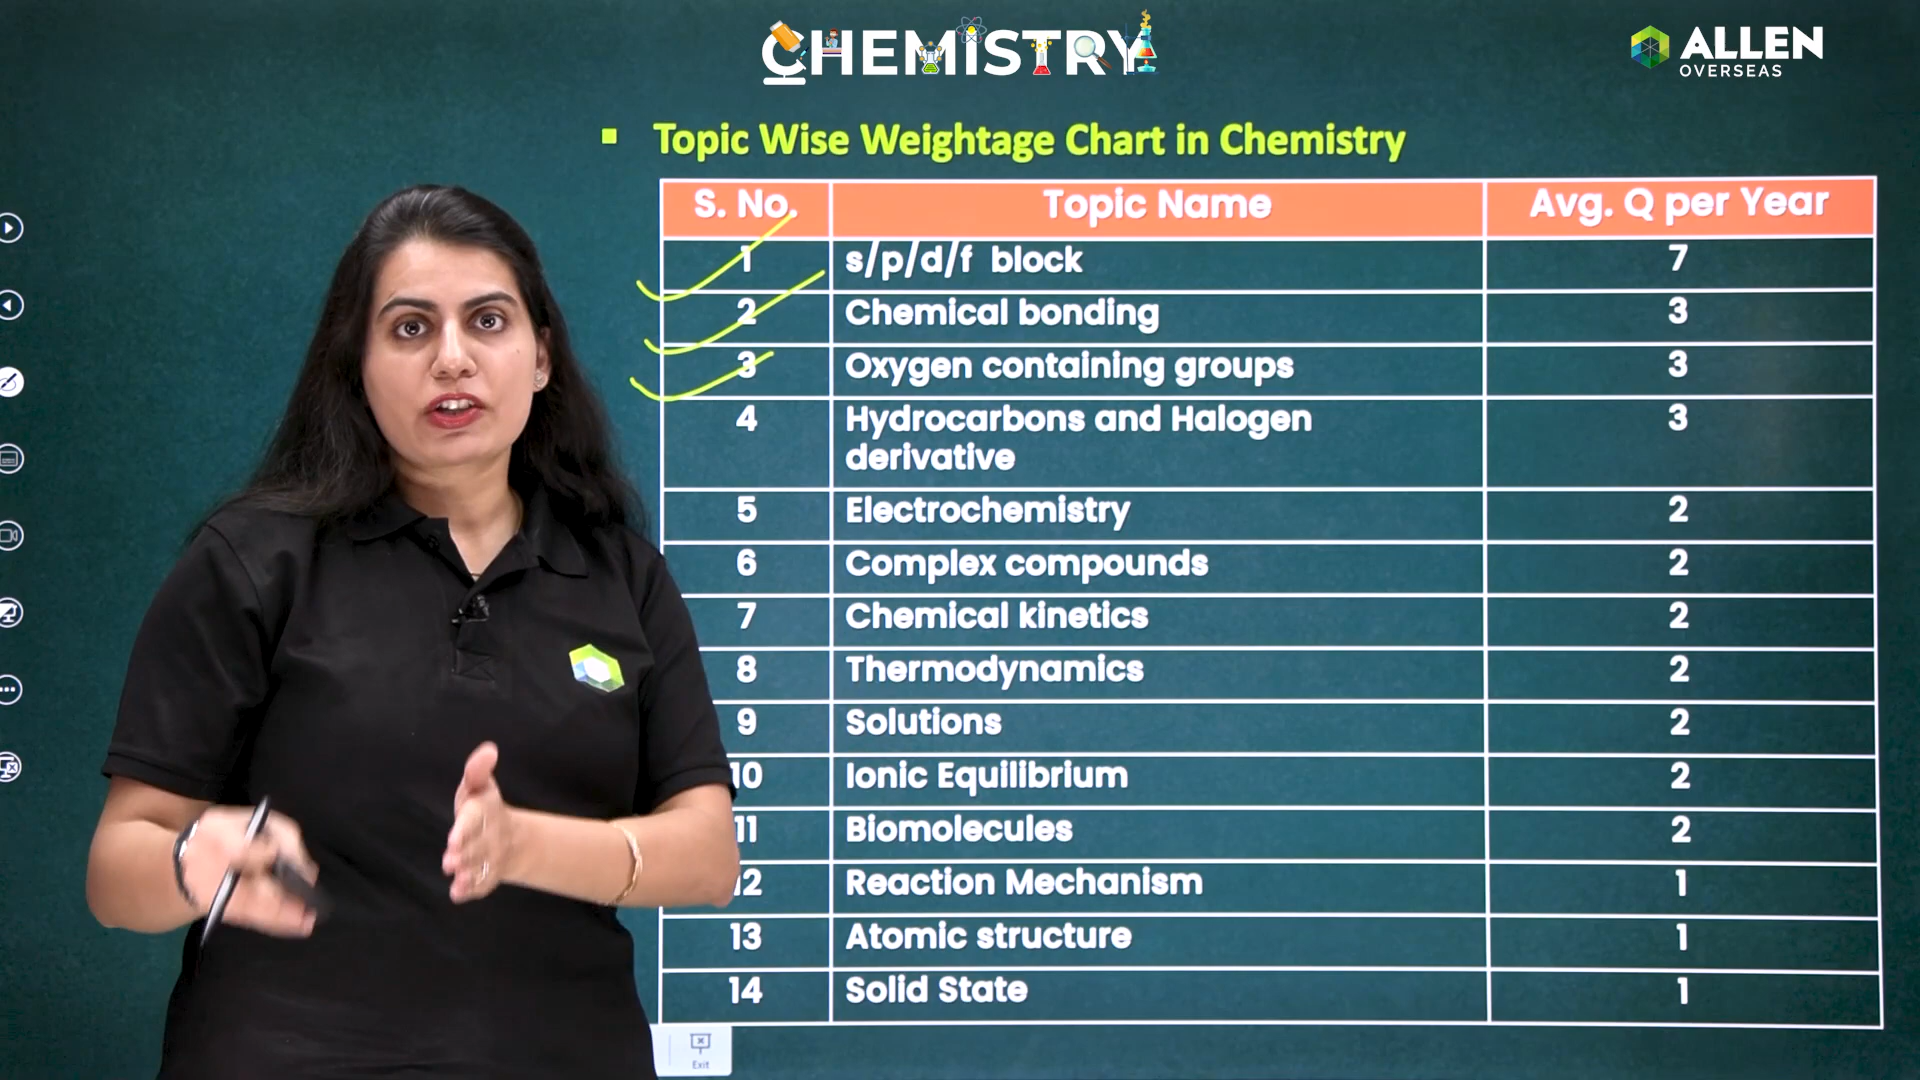 CHEMISTRY
ALLEN
OVERSEAS
▪ Topic Wise Weightage Chart in Chemistry
S. No. Topic Name Avg. Q per Year
1 s/p/d/f block 7
2 Chemical bonding 3
3 Oxygen containing groups 3
4 Hydrocarbons and Halogen 3
derivative
5 Electrochemistry 2
6 Complex compounds 2
7 Chemical kinetics 2
8 Thermodynamics 2
9 Solutions 2
10 Ionic Equilibrium 2
11 Biomolecules 2
12 Reaction Mechanism 1
13 Atomic structure 1
14 Solid State 1
Exit